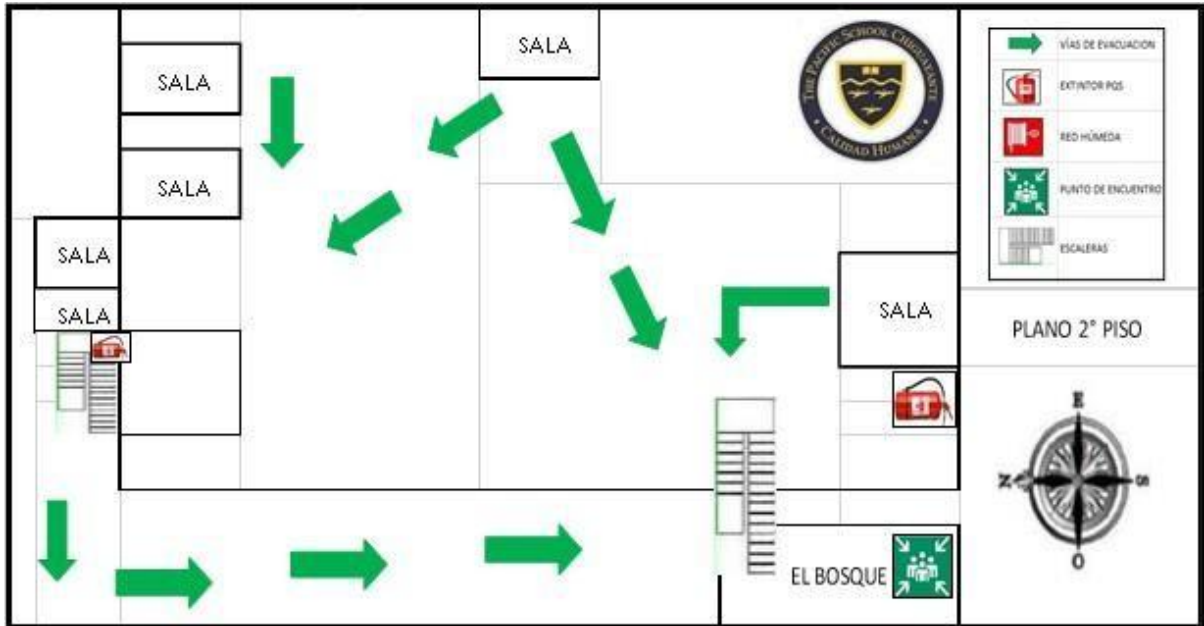 SALA
SALA
SALA
SALA
SALA
SALA
EL BOSQUE
THE PACIFIC SCHOOL CHIGUAYANTE
• CALIDAD HUMANA •
VÍAS DE EVACUACION
EXTINTOR PQS
RED HÚMEDA
PUNTO DE ENCUENTRO
ESCALERAS
PLANO 2° PISO
E
N
S
O